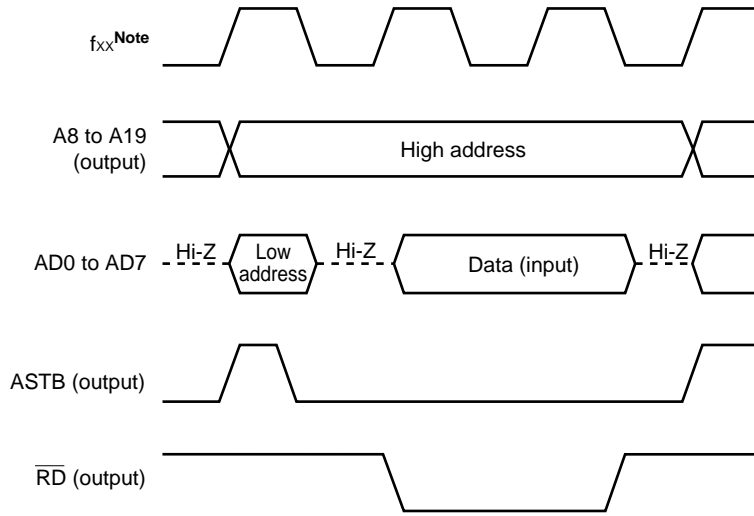 fxxNote
A8 to A19
(output)
High address
AD0 to AD7
Hi-Z
Low
address
Hi-Z
Data (input)
Hi-Z
ASTB (output)
RD (output)